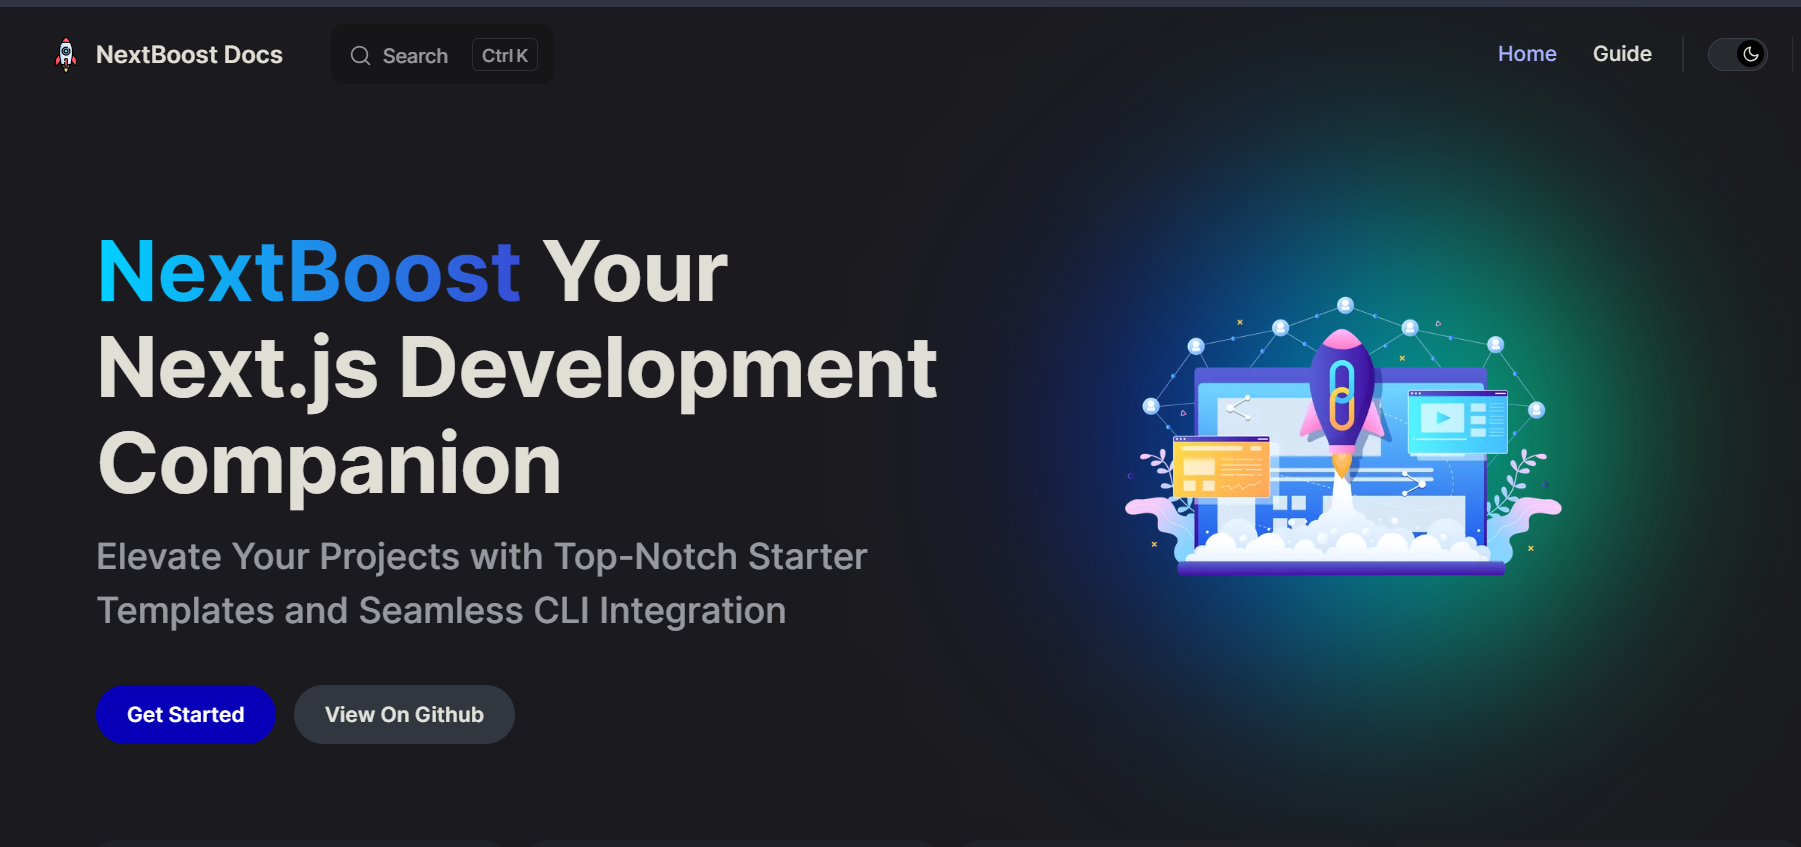 NextBoost Docs
Search
Ctrl K
Home
Guide
NextBoost Your
Next.js Development
Companion
Elevate Your Projects with Top-Notch Starter
Templates and Seamless CLI Integration
Get Started
View On Github